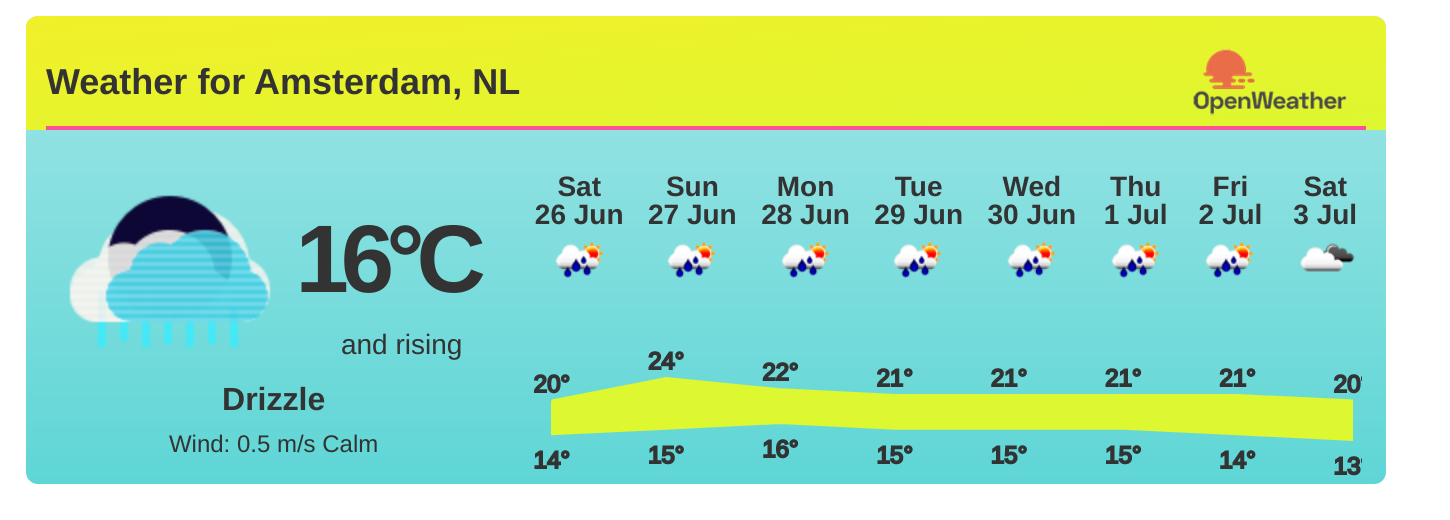 Weather for Amsterdam, NL
OpenWeather
16°C
and rising
Drizzle
Wind: 0.5 m/s Calm
Sat Sun Mon Tue Wed Thu Fri Sat
26 Jun 27 Jun 28 Jun 29 Jun 30 Jun 1 Jul 2 Jul 3 Jul
20° 24° 22° 21° 21° 21° 21° 20°
14° 15° 16° 15° 15° 15° 14° 13°